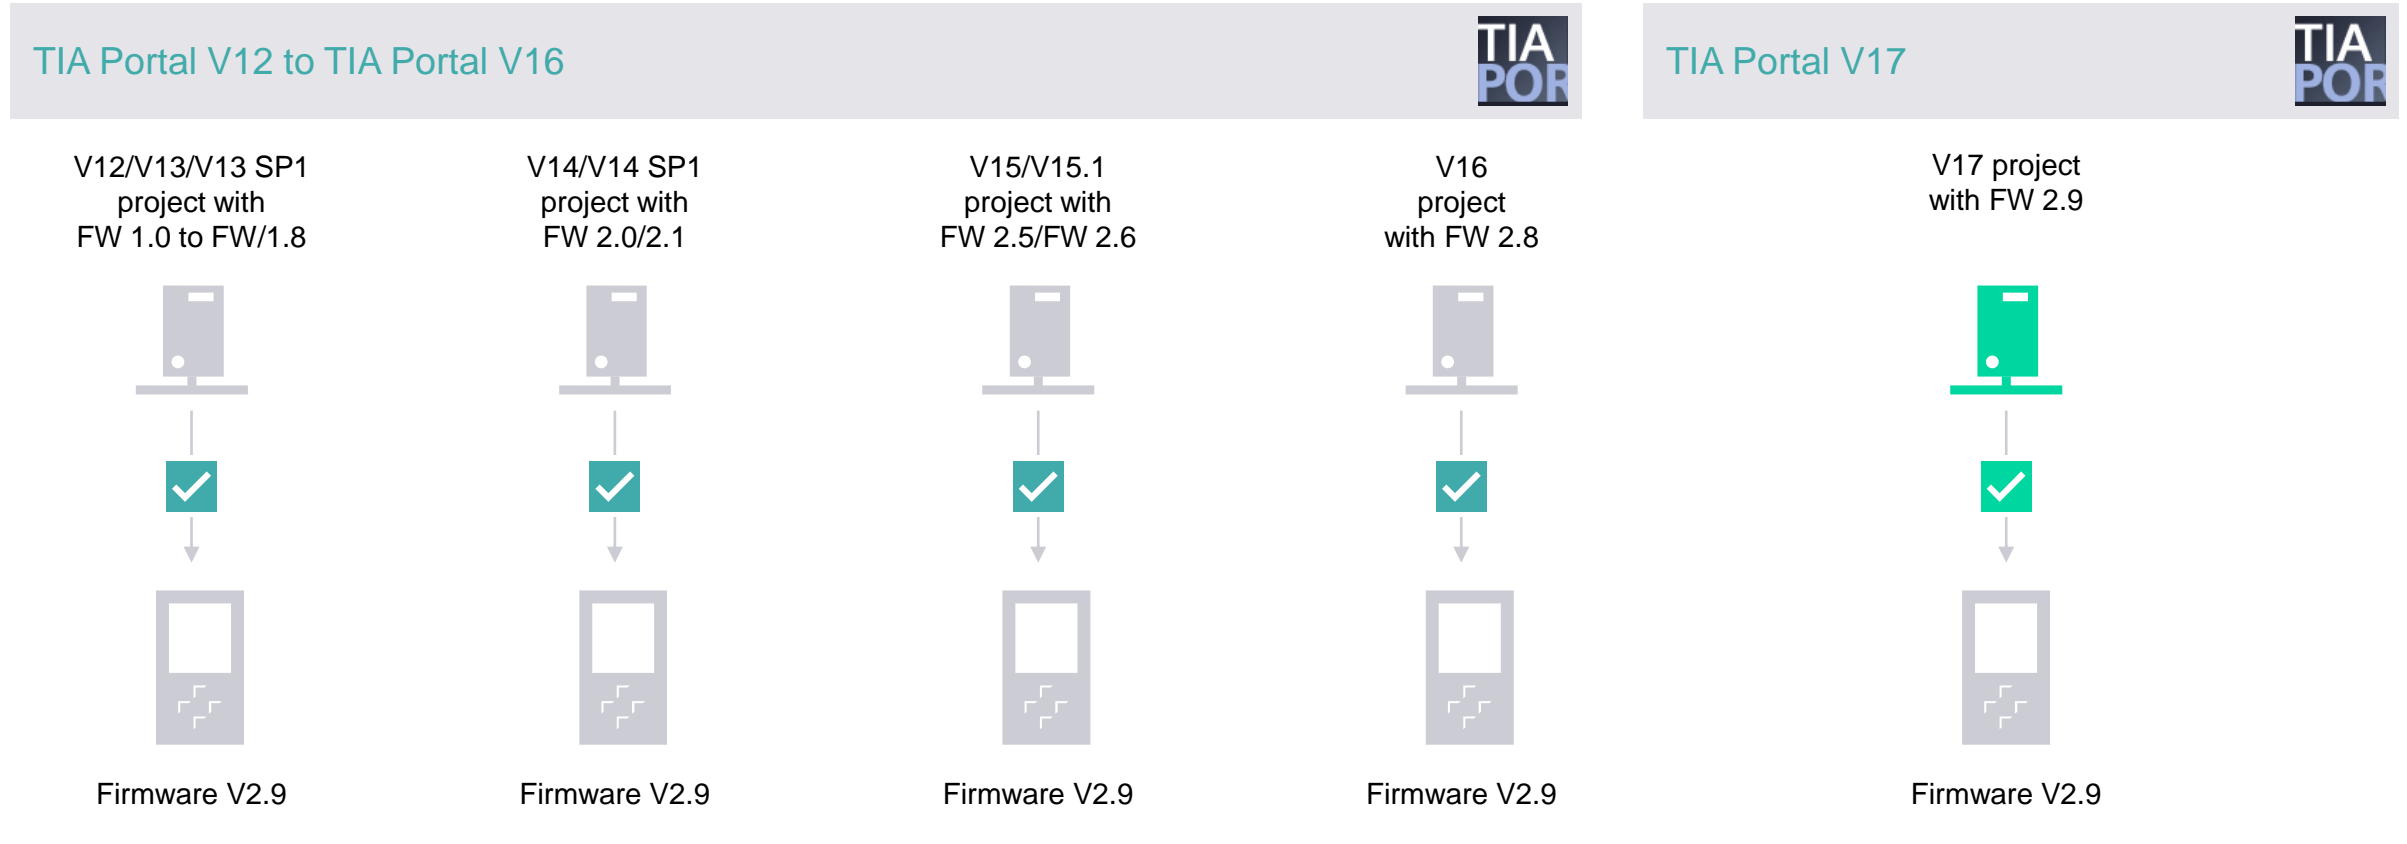 TIA Portal V12 to TIA Portal V16
TIA
POR
TIA Portal V17
TIA
POR
V12/V13/V13 SP1
project with
FW 1.0 to FW/1.8
V14/V14 SP1
project with
FW 2.0/2.1
V15/V15.1
project with
FW 2.5/FW 2.6
V16
project
with FW 2.8
V17 project
with FW 2.9
Firmware V2.9
Firmware V2.9
Firmware V2.9
Firmware V2.9
Firmware V2.9